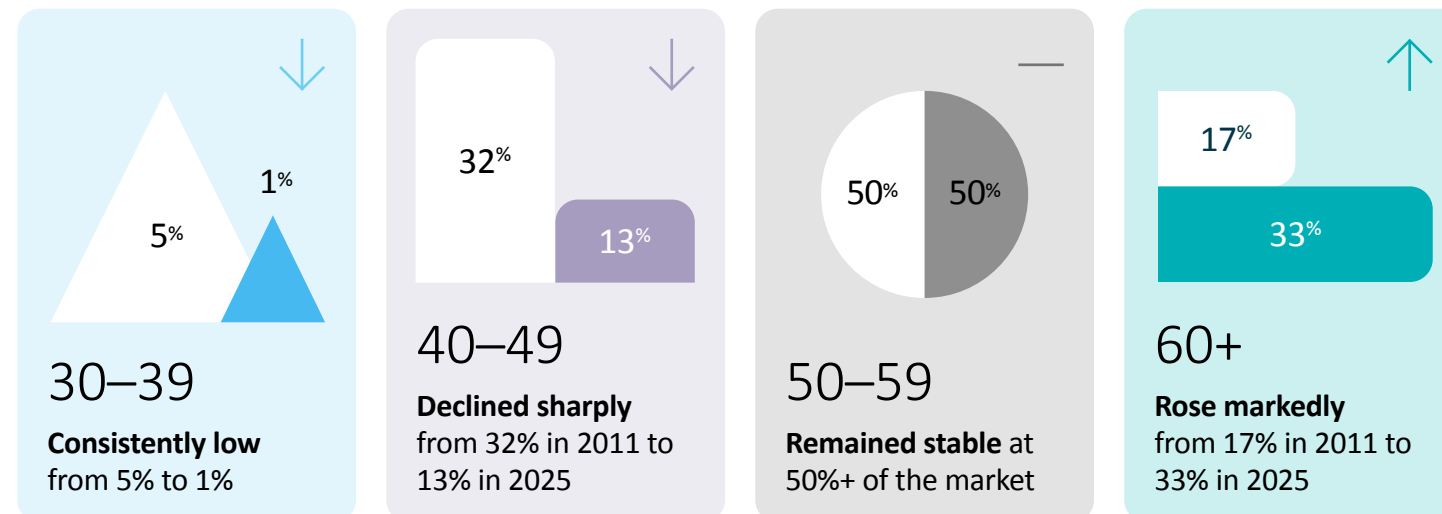 1%
5%
30–39
Consistently low
from 5% to 1%
32%
13%
40–49
Declined sharply
from 32% in 2011 to
13% in 2025
50% 50%
50–59
Remained stable at
50%+ of the market
17%
33%
60+
Rose markedly
from 17% in 2011 to
33% in 2025